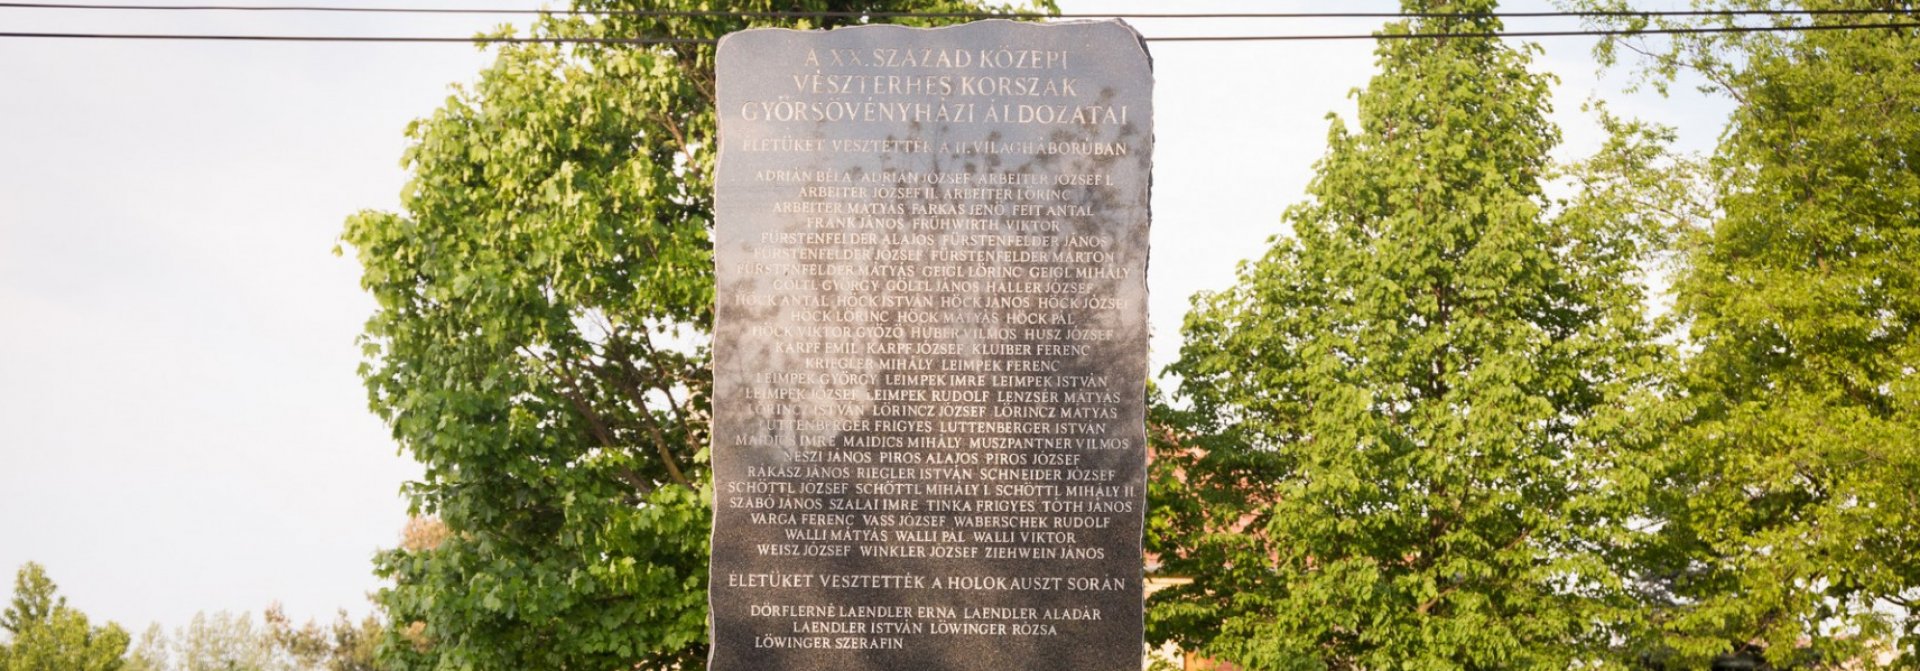 A XX. SZÁZAD KÖZEPI
VÉSZTERHES KORSZAK
GYŐRSÖVÉNYHÁZI ÁLDOZATAI
ÉLETÜKET VESZTETTÉK A II. VILÁGHÁBORÚBAN
ADRIÁN BÉLA ADRIÁN JÓZSEF ARBEITER JÓZSEF I.
ARBEITER JÓZSEF II. ARBEITER LŐRINC
ARBEITER MÁTYÁS FARKAS JENŐ FEIT ANTAL
FRANK JÁNOS FRÜHWIRTH VIKTOR
FÜRSTENFELDER ALAJOS FÜRSTENFELDER JÁNOS
FÜRSTENFELDER JÓZSEF FÜRSTENFELDER MÁRTON
FÜRSTENFELDER MÁTYÁS GEIGL LŐRINC GEIGL MIHÁLY
GÖLTL GYÖRGY GÖLTL JÁNOS HALLER JÓZSEF
HÖCK ANTAL HÖCK ISTVÁN HÖCK JÁNOS HÖCK JÓZSEF
HÖCK LŐRINC HÖCK MÁTYÁS HÖCK PÁL
HÖCK VIKTOR GYŐZŐ HUBER VILMOS HUSZ JÓZSEF
KARPF EMIL KARPF JÓZSEF KLUIBER FERENC
KRIEGLER MIHÁLY LEIMPEK FERENC
LEIMPEK GYÖRGY LEIMPEK IMRE LEIMPEK ISTVÁN
LEIMPEK JÓZSEF LEIMPEK RUDOLF LENZSÉR MÁTYÁS
LŐRINCZ ISTVÁN LŐRINCZ JÓZSEF LŐRINCZ MÁTYÁS
LUTTENBERGER FRIGYES LUTTENBERGER ISTVÁN
MAIDICS IMRE MAIDICS MIHÁLY MUSZPANTNER VILMOS
NESZI JÁNOS PIROS ALAJOS PIROS JÓZSEF
RÁKÁSZ JÁNOS RIEGLER ISTVÁN SCHNEIDER JÓZSEF
SCHÖTTL JÓZSEF SCHÖTTL MIHÁLY I. SCHÖTTL MIHÁLY II.
SZABÓ JÁNOS SZALAI IMRE TINKA FRIGYES TÓTH JÁNOS
VARGA FERENC VASS JÓZSEF WABERSCHEK RUDOLF
WALLI MÁTYÁS WALLI PÁL WALLI VIKTOR
WEISZ JÓZSEF WINKLER JÓZSEF ZIEHWEIN JÁNOS
ÉLETÜKET VESZTETTÉK A HOLOKAUSZT SORÁN
DÖRFLERNÉ LAENDLER ERNA LAENDLER ALADÁR
LAENDLER ISTVÁN LÖWINGER RÓZSA
LÖWINGER SZERAFIN